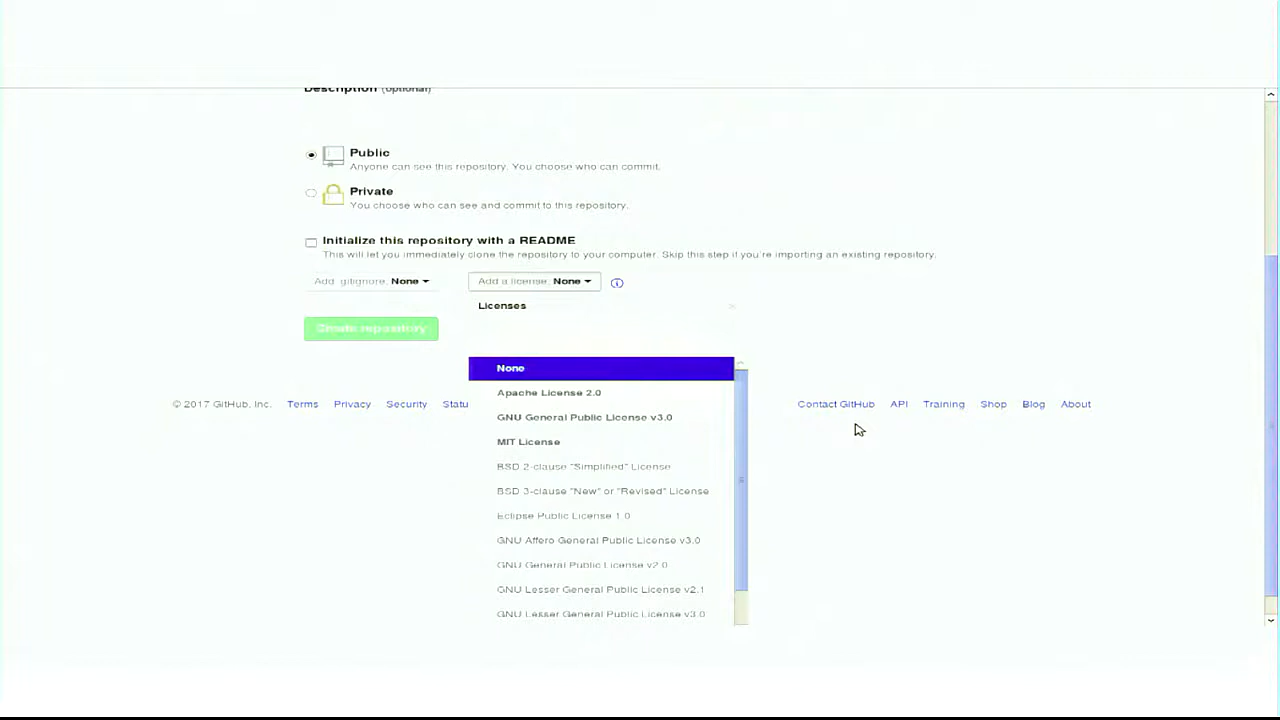 Description (optional)
Public
Anyone can see this repository. You choose who can commit.
Private
You choose who can see and commit to this repository.
Initialize this repository with a README
This will let you immediately clone the repository to your computer. Skip this step if you're importing an existing repository.
Add .gitignore: None Add a license: None
Licenses
Create repository
None
Apache License 2.0
© 2017 GitHub, Inc. Terms Privacy Security Statu Contact GitHub API Training Shop Blog About
GNU General Public License v3.0
MIT License
BSD 2-clause "Simplified" License
BSD 3-clause "New" or "Revised" License
Eclipse Public License 1.0
GNU Affero General Public License v3.0
GNU General Public License v2.0
GNU Lesser General Public License v2.1
GNU Lesser General Public License v3.0